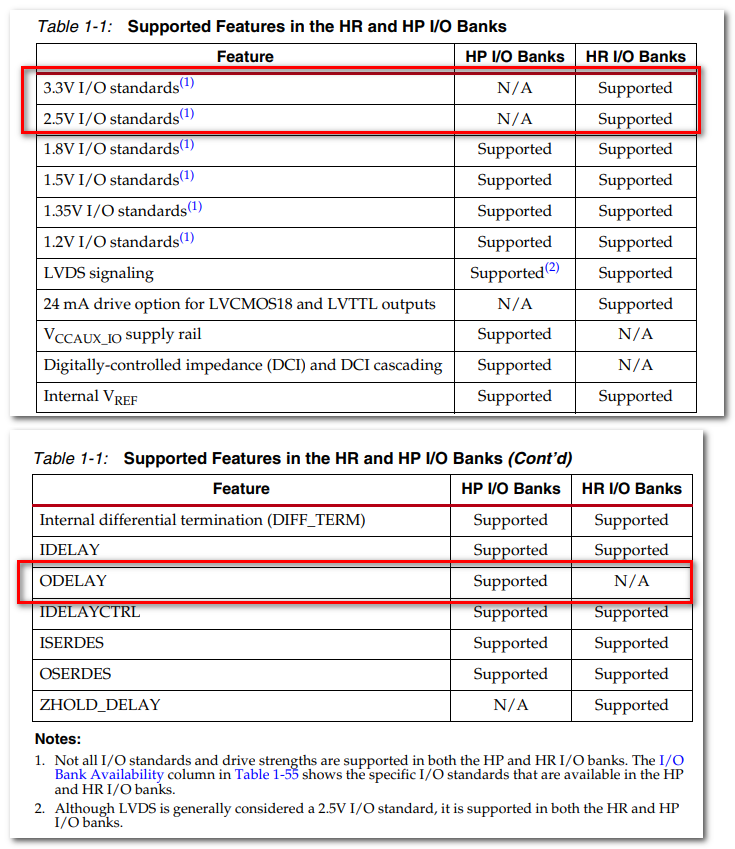 Table 1-1: Supported Features in the HR and HP I/O Banks
Feature HP I/O Banks HR I/O Banks
3.3V I/O standards(1) N/A Supported
2.5V I/O standards(1) N/A Supported
1.8V I/O standards(1) Supported Supported
1.5V I/O standards(1) Supported Supported
1.35V I/O standards(1) Supported Supported
1.2V I/O standards(1) Supported Supported
LVDS signaling Supported(2) Supported
24 mA drive option for LVCMOS18 and LVTTL outputs N/A Supported
VCCAUX_IO supply rail Supported N/A
Digitally-controlled impedance (DCI) and DCI cascading Supported N/A
Internal VREF Supported Supported
Table 1-1: Supported Features in the HR and HP I/O Banks (Cont'd)
Feature HP I/O Banks HR I/O Banks
Internal differential termination (DIFF_TERM) Supported Supported
IDELAY Supported Supported
ODELAY Supported N/A
IDELAYCTRL Supported Supported
ISERDES Supported Supported
OSERDES Supported Supported
ZHOLD_DELAY N/A Supported
Notes:
1. Not all I/O standards and drive strengths are supported in both the HP and HR I/O banks. The I/O
Bank Availability column in Table 1-55 shows the specific I/O standards that are available in the HP
and HR I/O banks.
2. Although LVDS is generally considered a 2.5V I/O standard, it is supported in both the HR and HP
I/O banks.